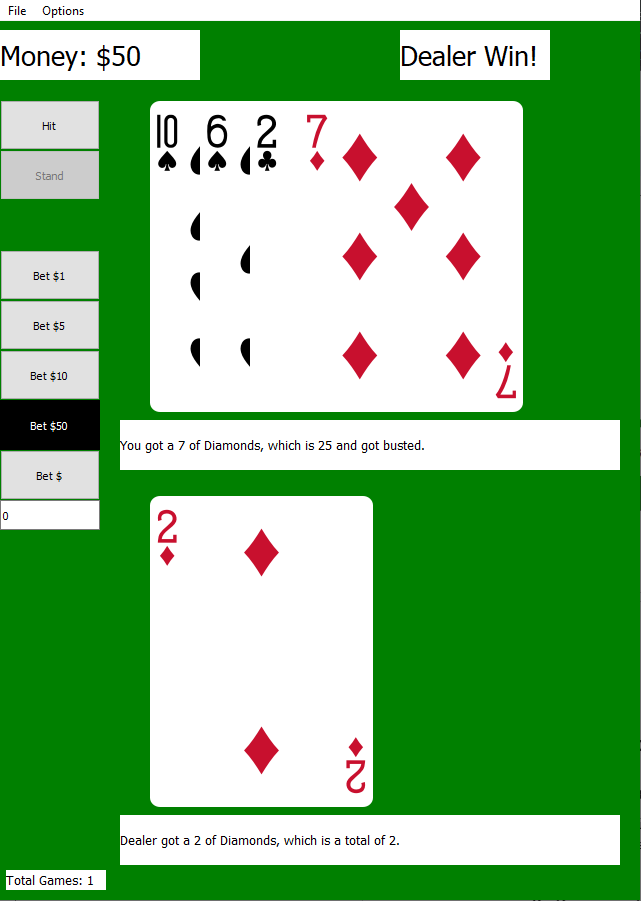 File Options
Money: $50
Dealer Win!
Hit
Stand
10 6 2 7
7
Bet $1
Bet $5
Bet $10
Bet $50
Bet $
0
You got a 7 of Diamonds, which is 25 and got busted.
2
2
Dealer got a 2 of Diamonds, which is a total of 2.
Total Games: 1